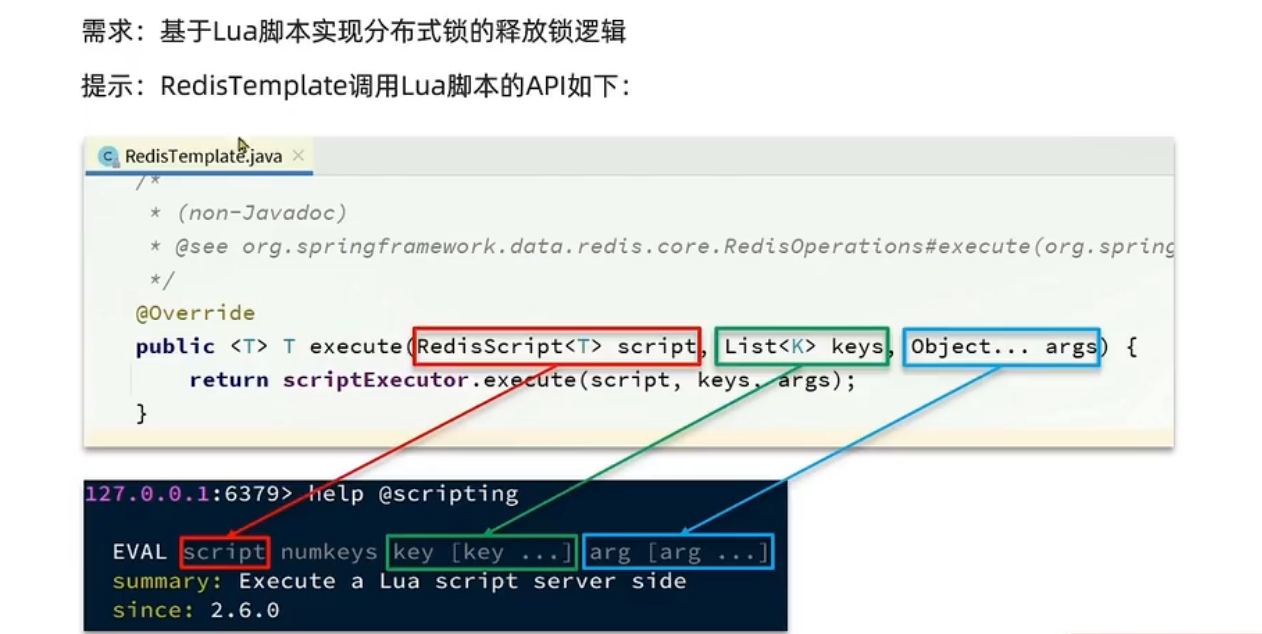 需求：基于Lua脚本实现分布式锁的释放锁逻辑
提示：RedisTemplate调用Lua脚本的API如下：
RedisTemplate.java
/*
* (non-Javadoc)
* @see org.springframework.data.redis.core.RedisOperations#execute(org.spring
*/
@Override
public <T> T execute(RedisScript<T> script, List<K> keys, Object... args) {
return scriptExecutor.execute(script, keys, args);
}
127.0.0.1:6379> help @scripting
EVAL script numkeys key [key ...] arg [arg ...]
summary: Execute a Lua script server side
since: 2.6.0